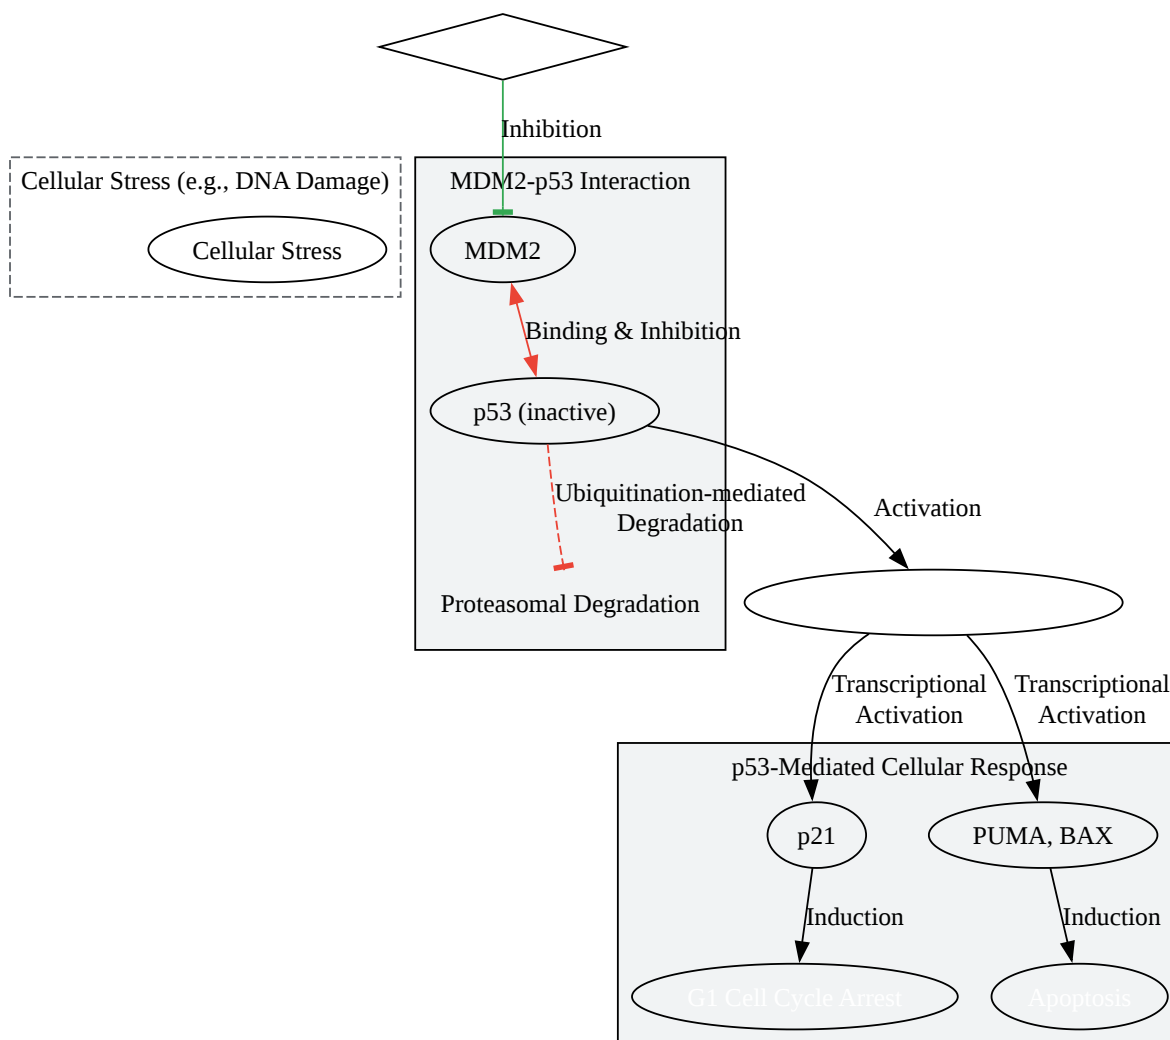 Inhibition
Cellular Stress (e.g., DNA Damage)
MDM2-p53 Interaction
Cellular Stress
MDM2
Binding & Inhibition
p53 (inactive)
Ubiquitination-mediated
Degradation
Activation
Proteasomal Degradation
Transcriptional
Activation
Transcriptional
Activation
p53-Mediated Cellular Response
p21
PUMA, BAX
Induction
Induction
G1 Cell Cycle Arrest
Apoptosis